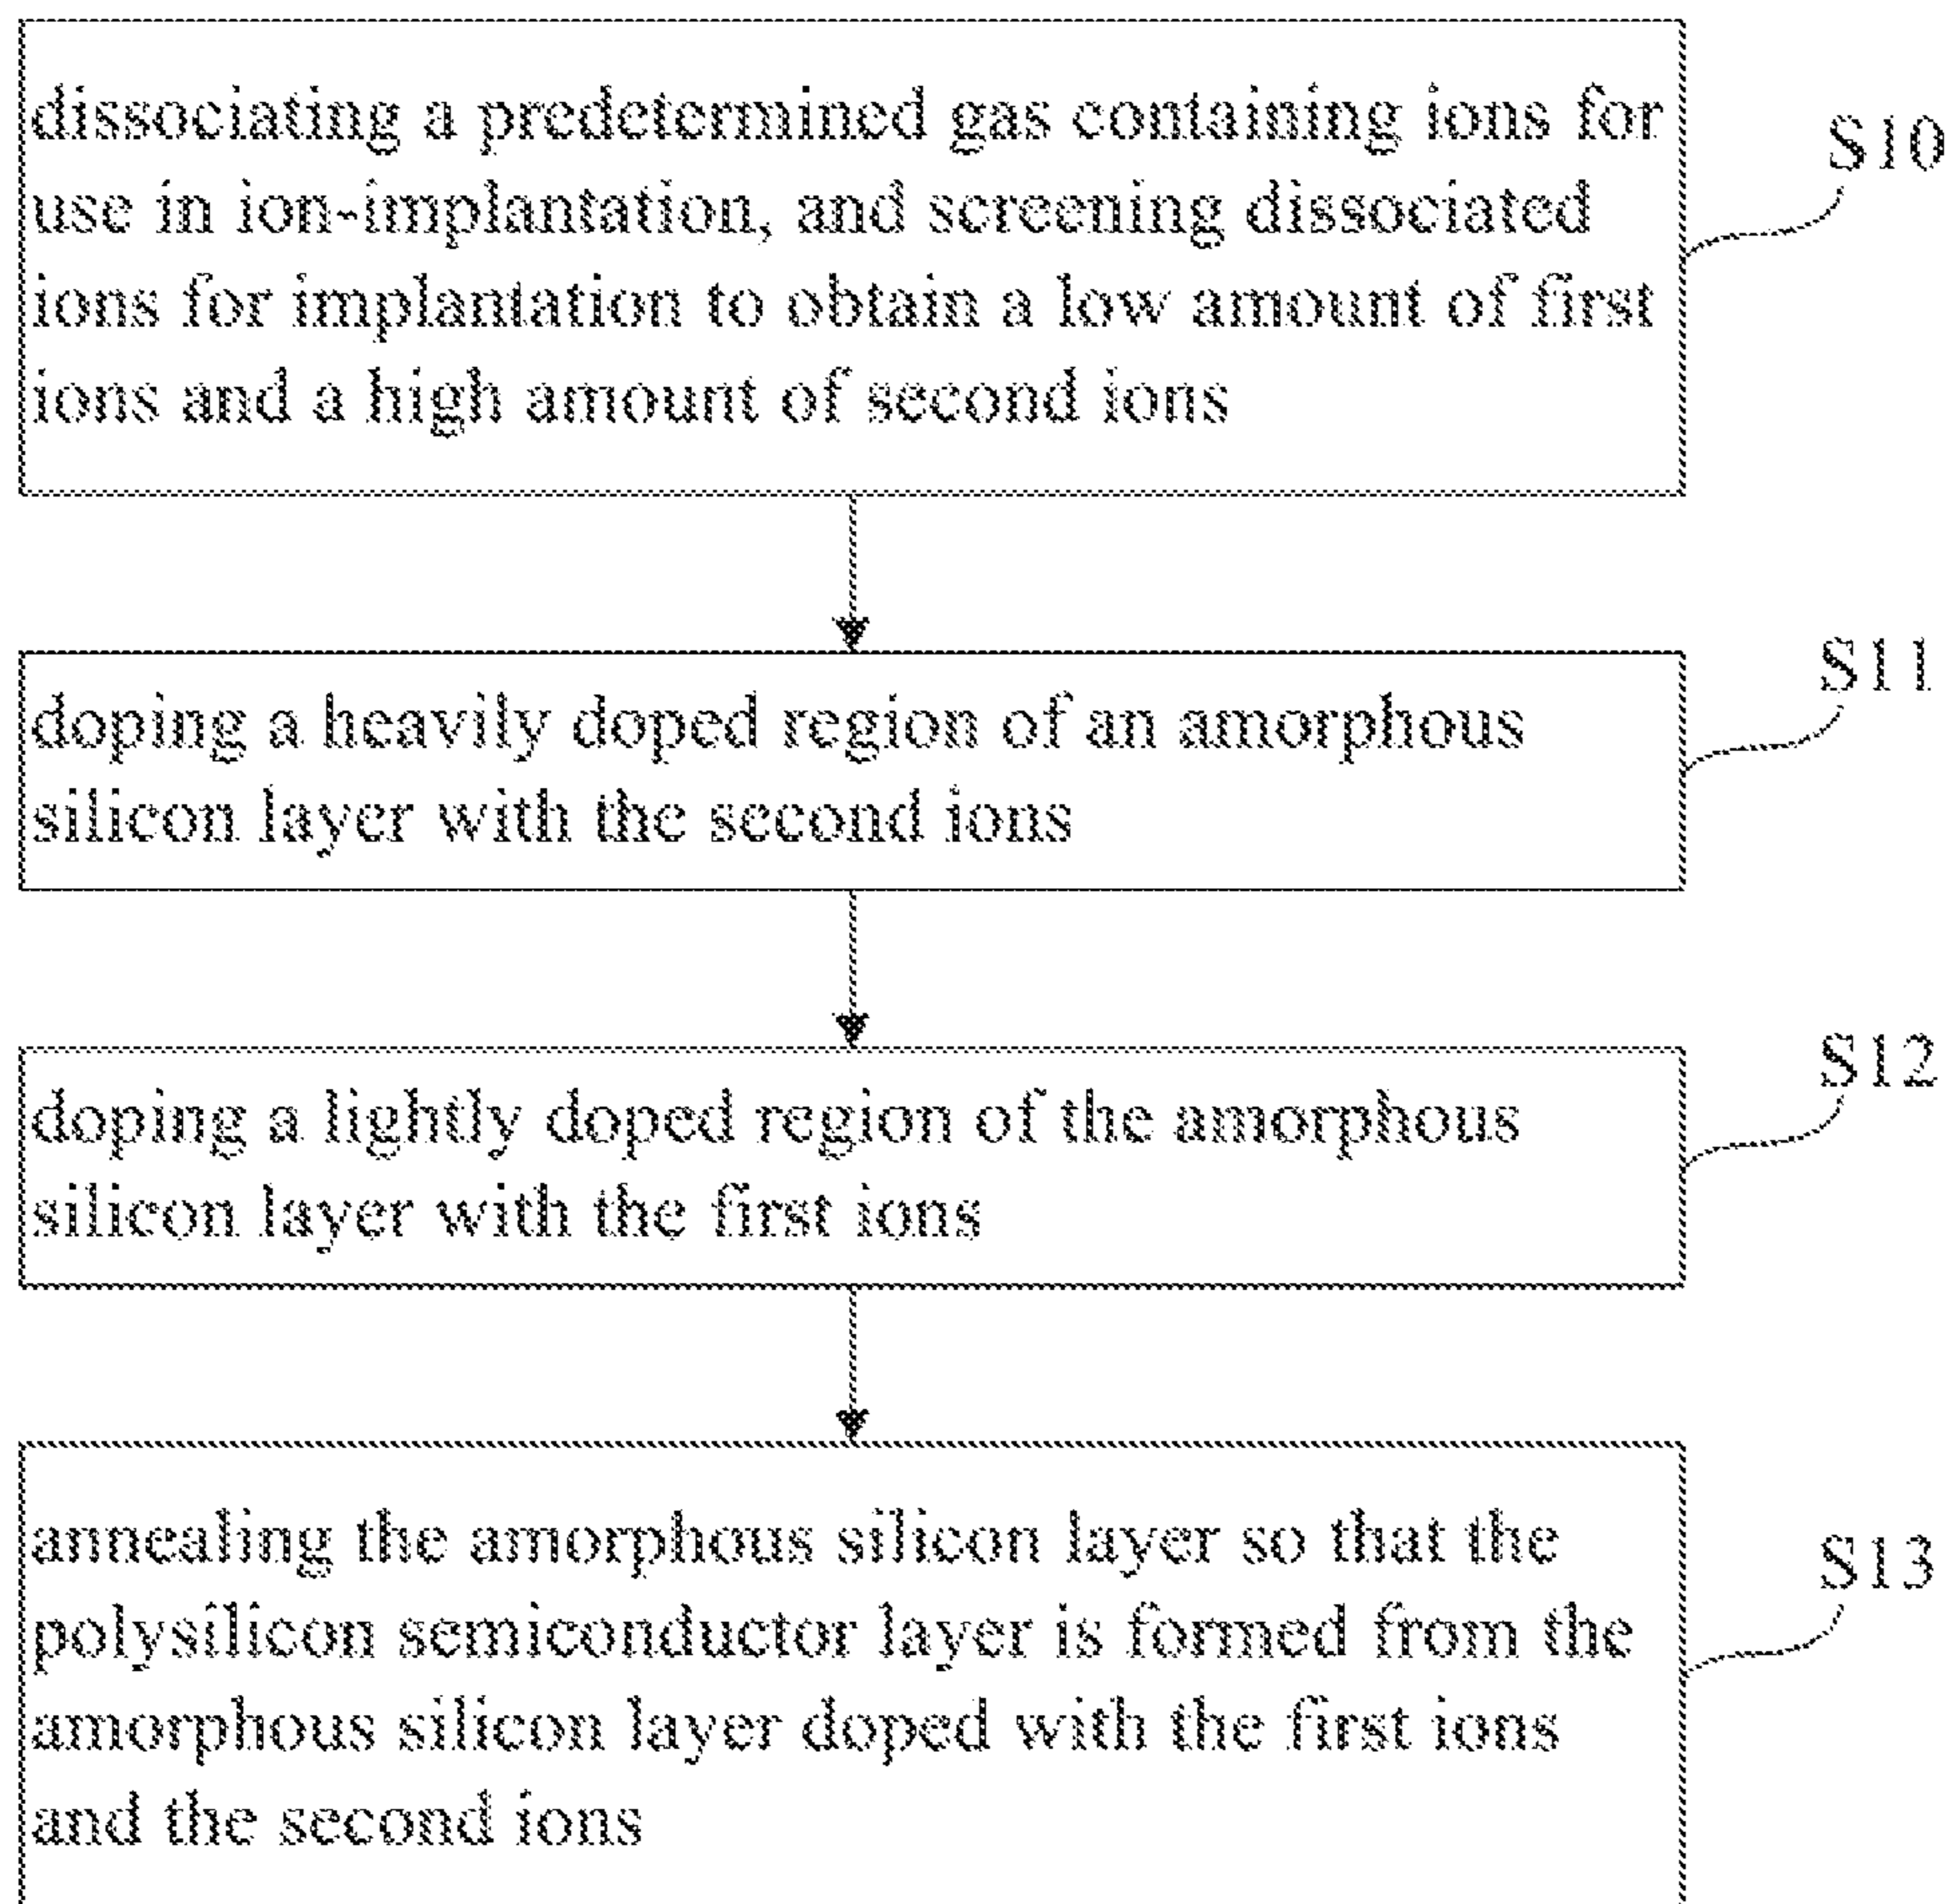 dissociating a predetermined gas containing ions for
use in ion-implantation, and screening dissociated
ions for implantation to obtain a low amount of first
ions and a high amount of second ions
S10
doping a heavily doped region of an amorphous
silicon layer with the second ions
S11
doping a lightly doped region of the amorphous
silicon layer with the first ions
S12
annealing the amorphous silicon layer so that the
polysilicon semiconductor layer is formed from the
amorphous silicon layer doped with the first ions
and the second ions
S13